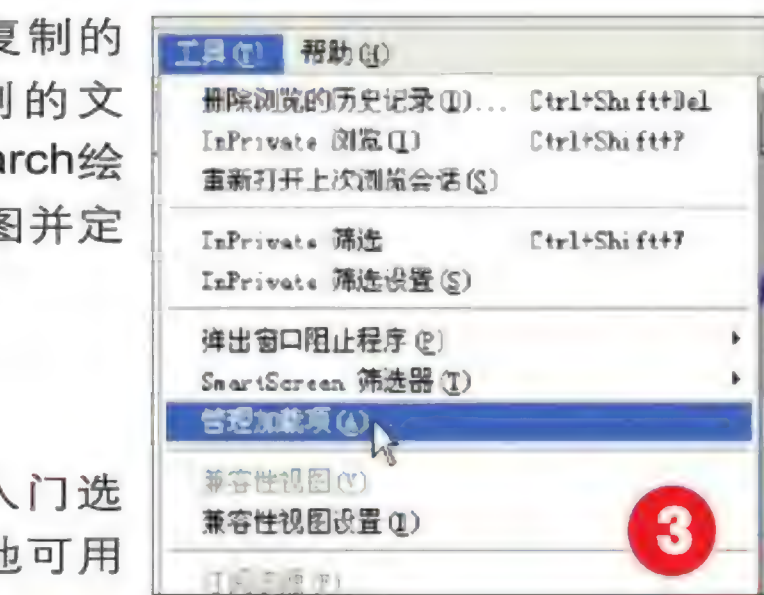 复制的
的文
arch绘
图并定
人门选
可用
工具(T) 帮助(H)
删除浏览的历史记录(D)... Ctrl+Shift+Del
InPrivate 浏览(I) Ctrl+Shift+P
重新打开上次浏览会话(S)
InPrivate 筛选 Ctrl+Shift+F
InPrivate 筛选设置(S)
弹出窗口阻止程序(P)
SmartScreen 筛选器(T)
管理加载项(A)
兼容性视图(V)
兼容性视图设置(I)
3